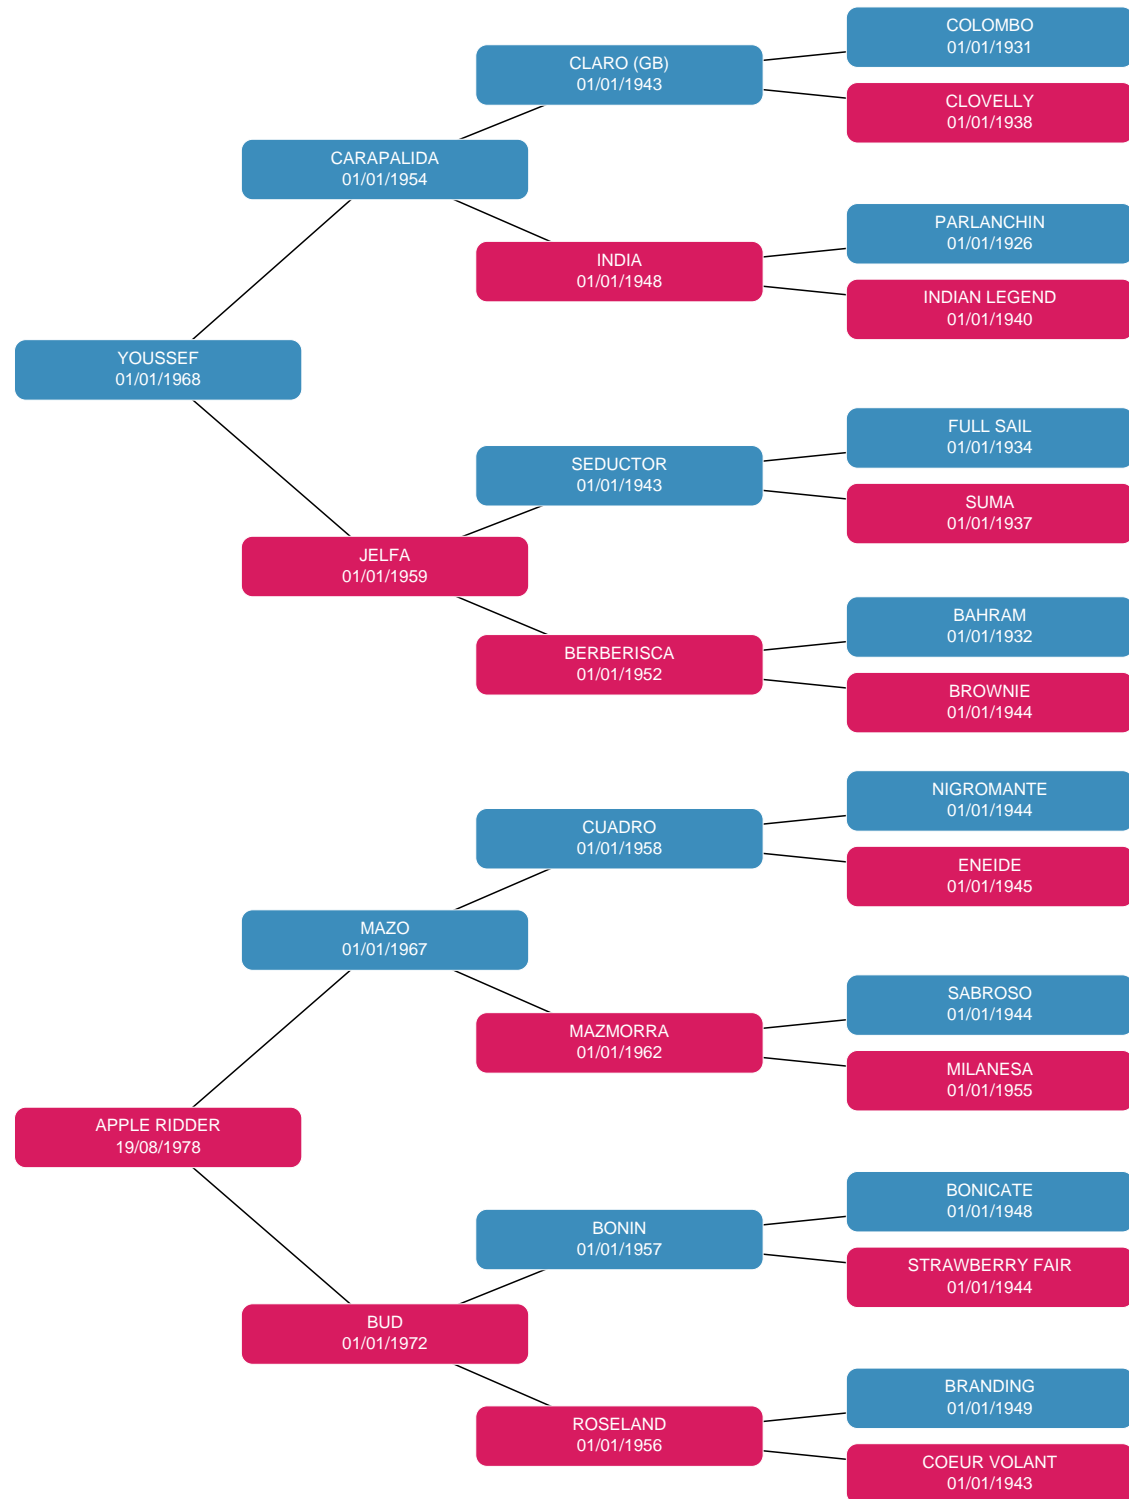 COLOMBO
01/01/1931
CLARO (GB)
01/01/1943
CLOVELLY
01/01/1938
CARAPALIDA
01/01/1954
PARLANCHIN
01/01/1926
INDIA
01/01/1948
INDIAN LEGEND
01/01/1940
YOUSSEF
01/01/1968
FULL SAIL
01/01/1934
SEDUCTOR
01/01/1943
SUMA
01/01/1937
JELFA
01/01/1959
BAHRAM
01/01/1932
BERBERISCA
01/01/1952
BROWNIE
01/01/1944
NIGROMANTE
01/01/1944
CUADRO
01/01/1958
ENEIDE
01/01/1945
MAZO
01/01/1967
SABROSO
01/01/1944
MAZMORRA
01/01/1962
MILANESA
01/01/1955
APPLE RIDDER
19/08/1978
BONICATE
01/01/1948
BONIN
01/01/1957
STRAWBERRY FAIR
01/01/1944
BUD
01/01/1972
BRANDING
01/01/1949
ROSELAND
01/01/1956
COEUR VOLANT
01/01/1943